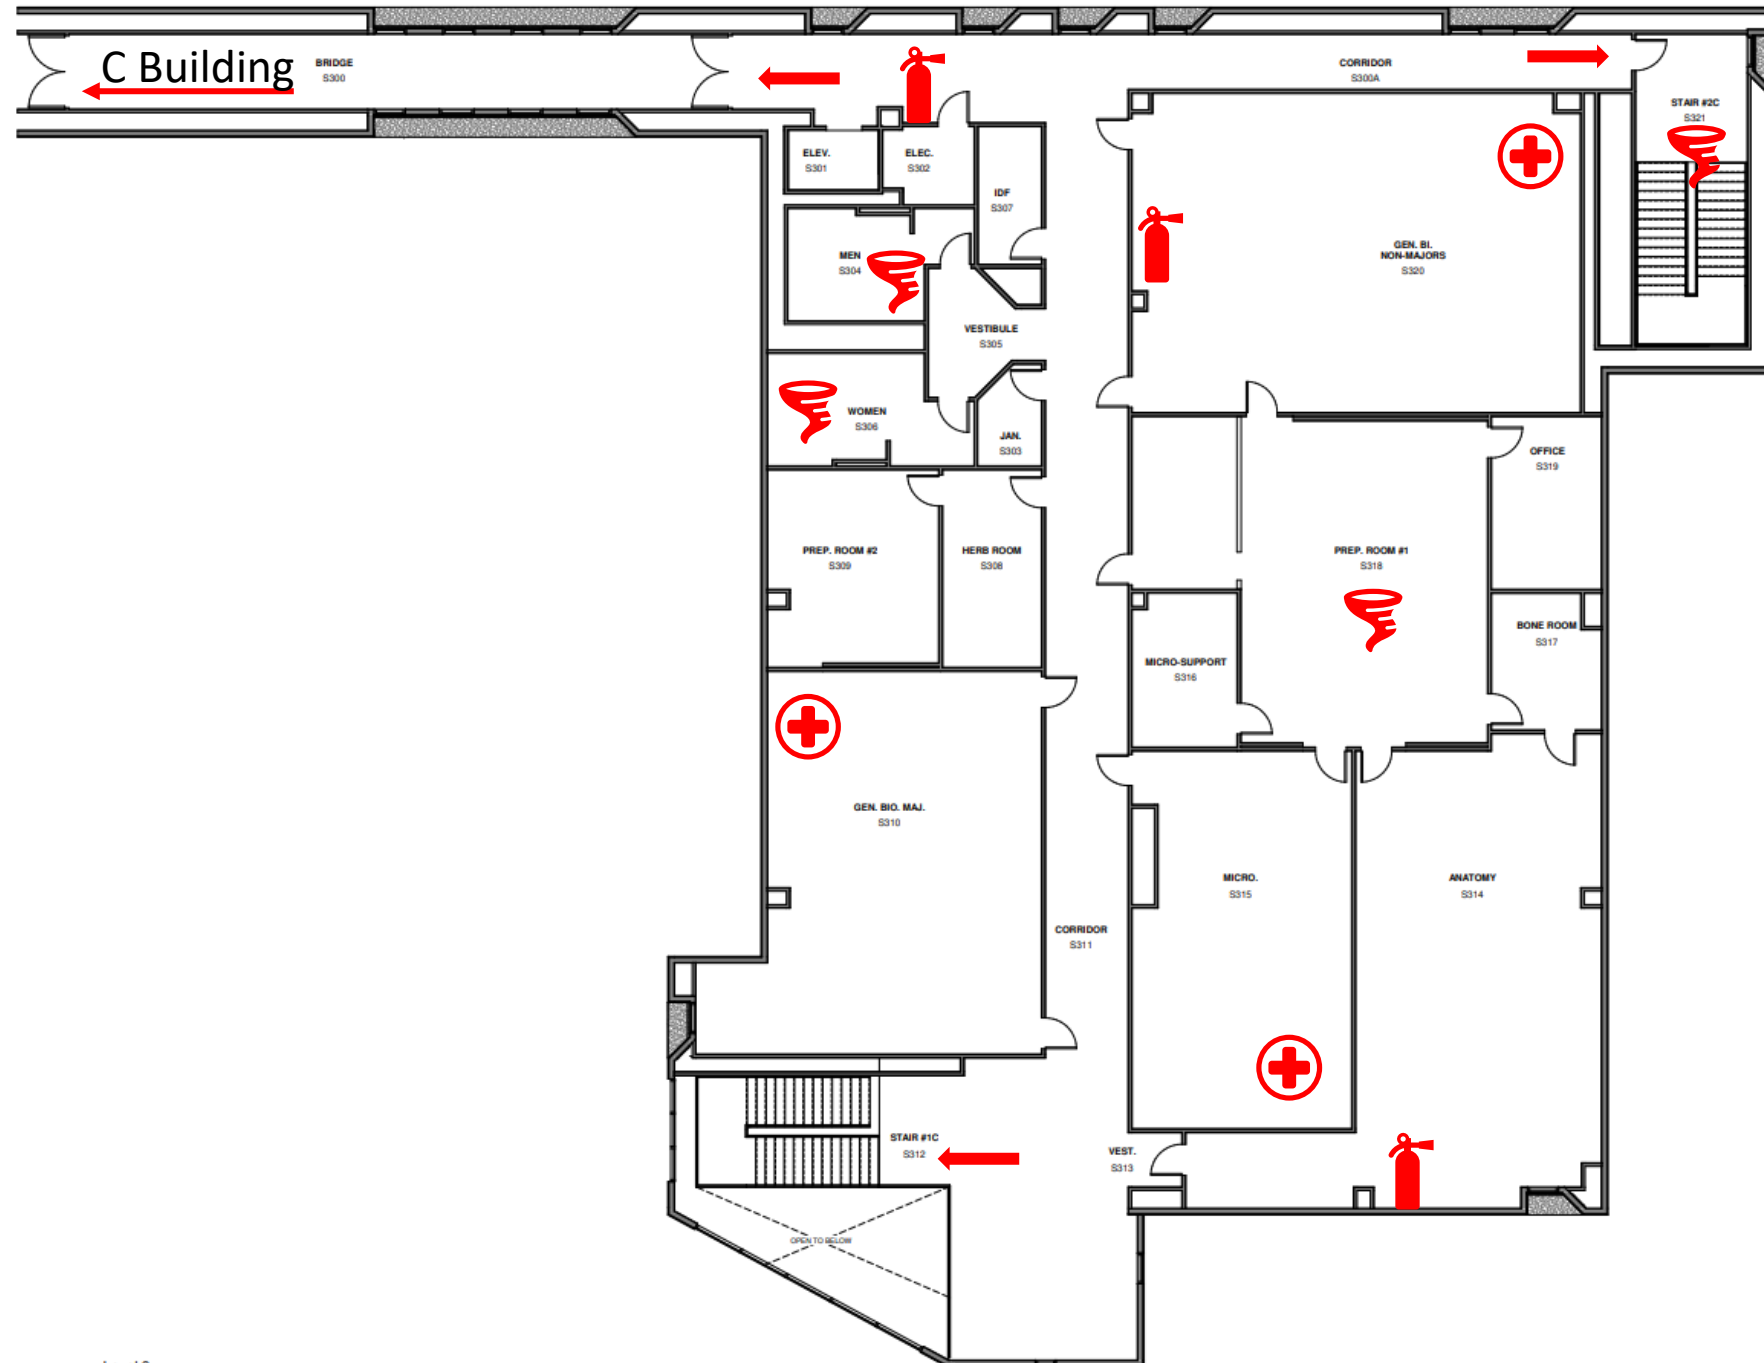 C Building
BRIDGE
S300
CORRIDOR
S300A
STAIR #2C
S321
ELEV.
S301
ELEC.
S302
IDF
S307
MEN
S304
GEN. BI.
NON-MAJORS
S320
VESTIBULE
S305
WOMEN
S306
JAN.
S303
OFFICE
S319
PREP. ROOM #2
S309
HERB ROOM
S308
PREP. ROOM #1
S318
BONE ROOM
S317
MICRO-SUPPORT
S316
GEN. BIO. MAJ.
S310
MICRO.
S315
ANATOMY
S314
CORRIDOR
S311
STAIR #1C
S312
VEST.
S313
OPEN TO BELOW